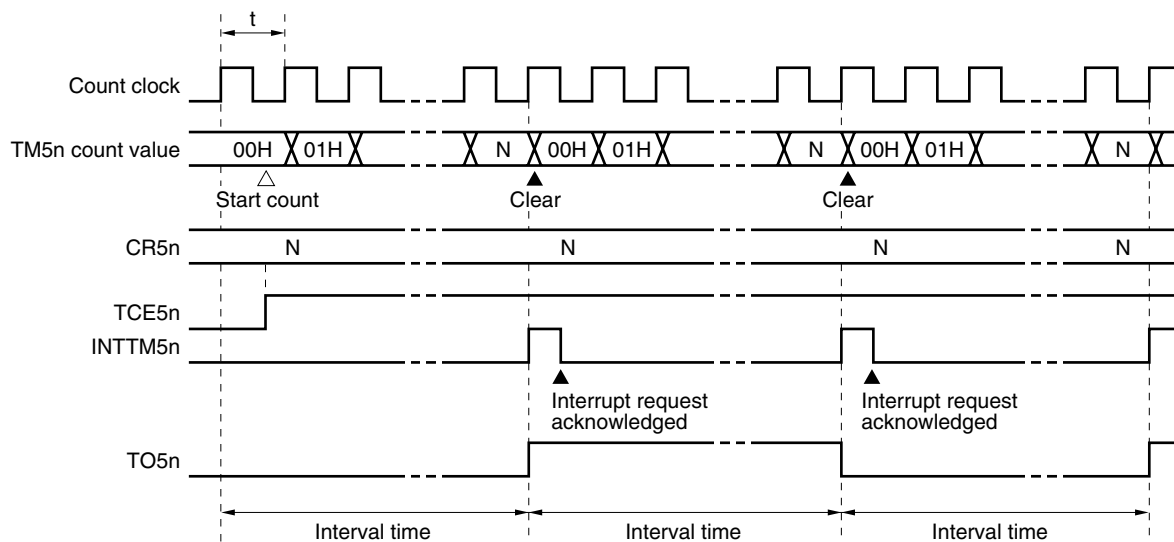 t
Count clock
TM5n count value 00H 01H N 00H 01H N 00H 01H N
Start count Clear Clear
CR5n N N N N
TCE5n
INTTM5n
Interrupt request acknowledged
Interrupt request acknowledged
TO5n
Interval time Interval time Interval time